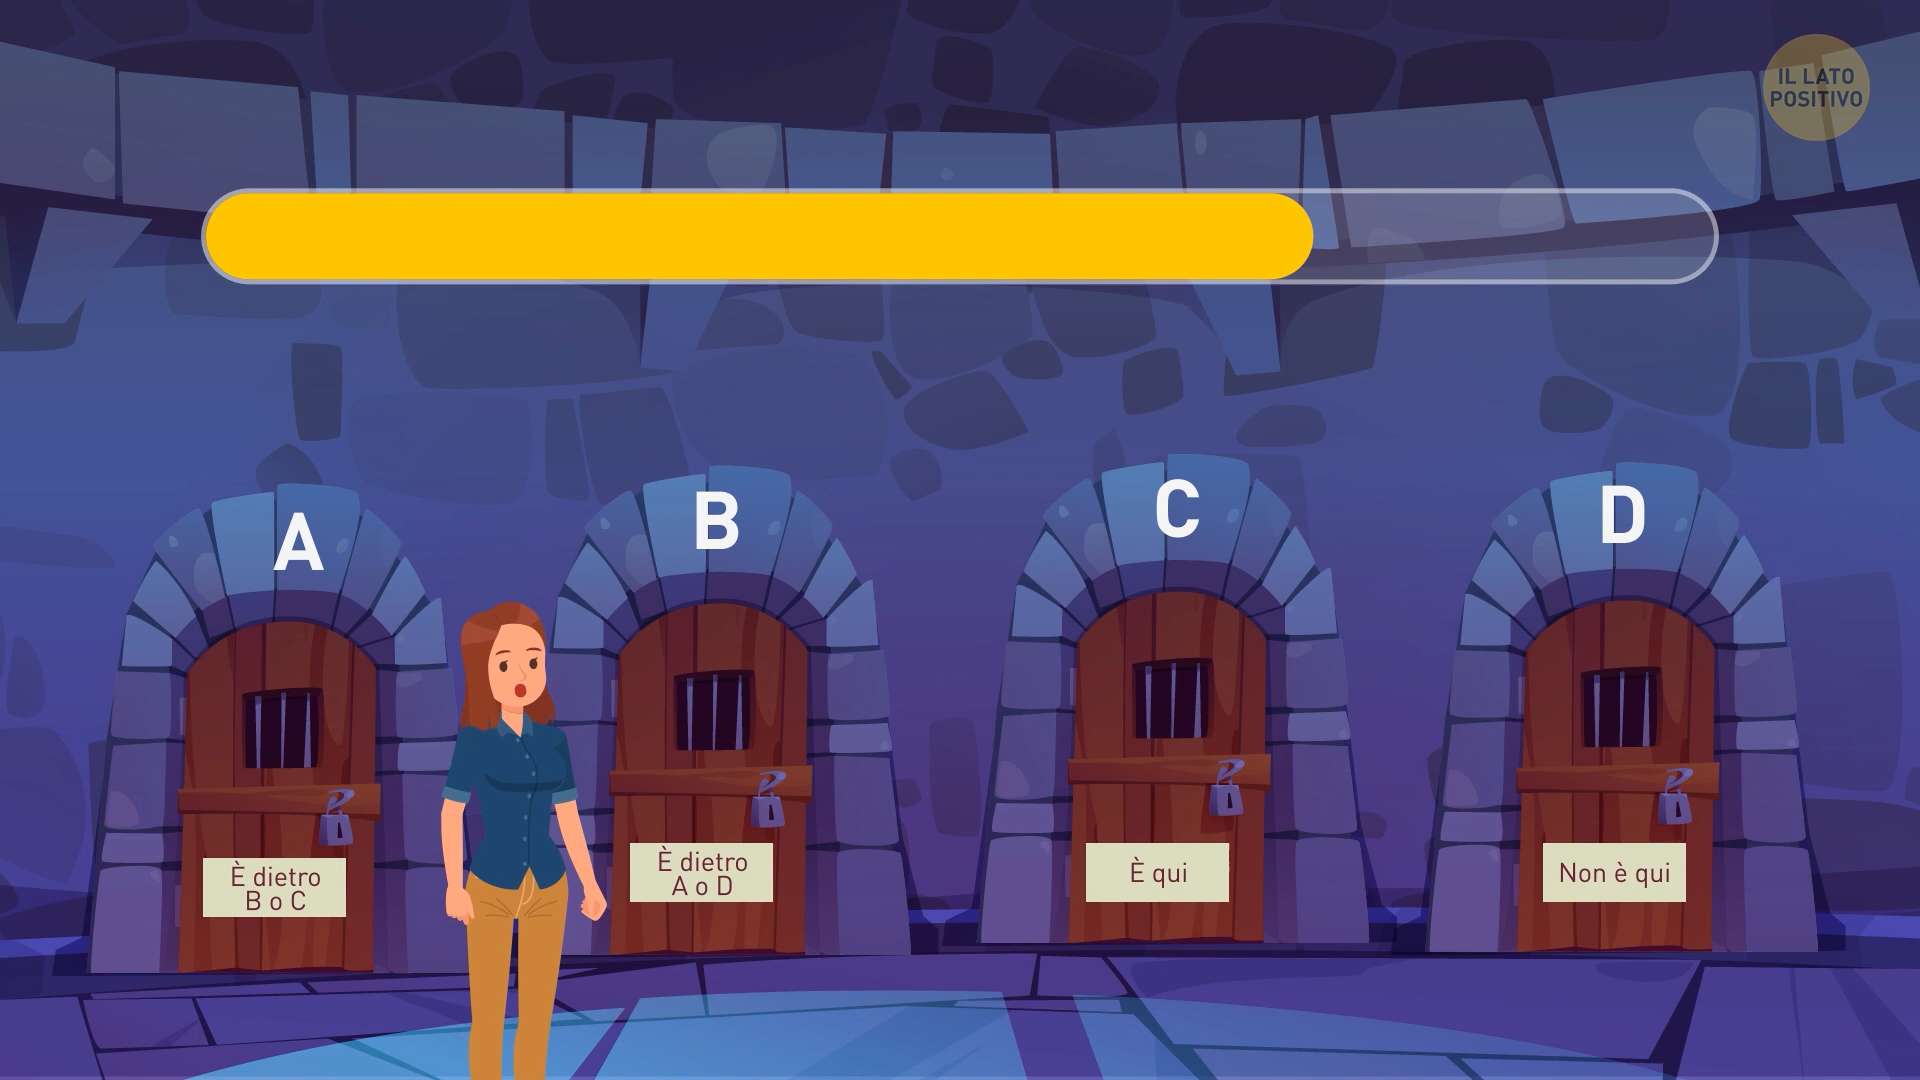 IL LATO
POSITIVO
A
B
C
D
È dietro
B o C
È dietro
A o D
È qui
Non è qui